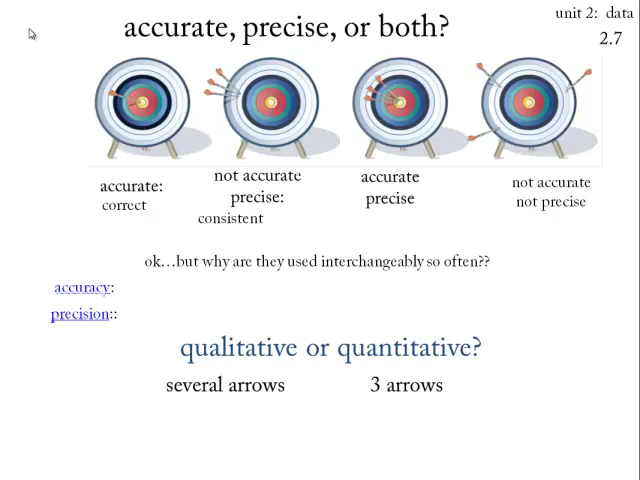 unit 2: data
accurate, precise, or both?
2.7
accurate:
correct
not accurate
precise:
consistent
accurate
precise
not accurate
not precise
ok…but why are they used interchangeably so often??
accuracy:
precision::
qualitative or quantitative?
several arrows
3 arrows